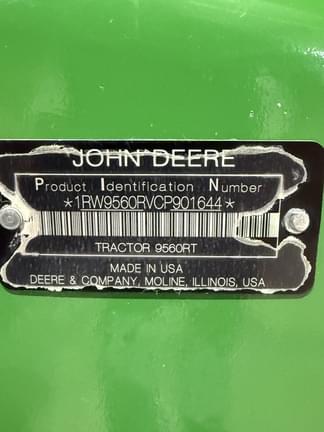 JOHN DEERE
Product Identification Number
*1RW9560RVCP901644*
TRACTOR 9560RT
MADE IN USA
DEERE & COMPANY, MOLINE, ILLINOIS, USA